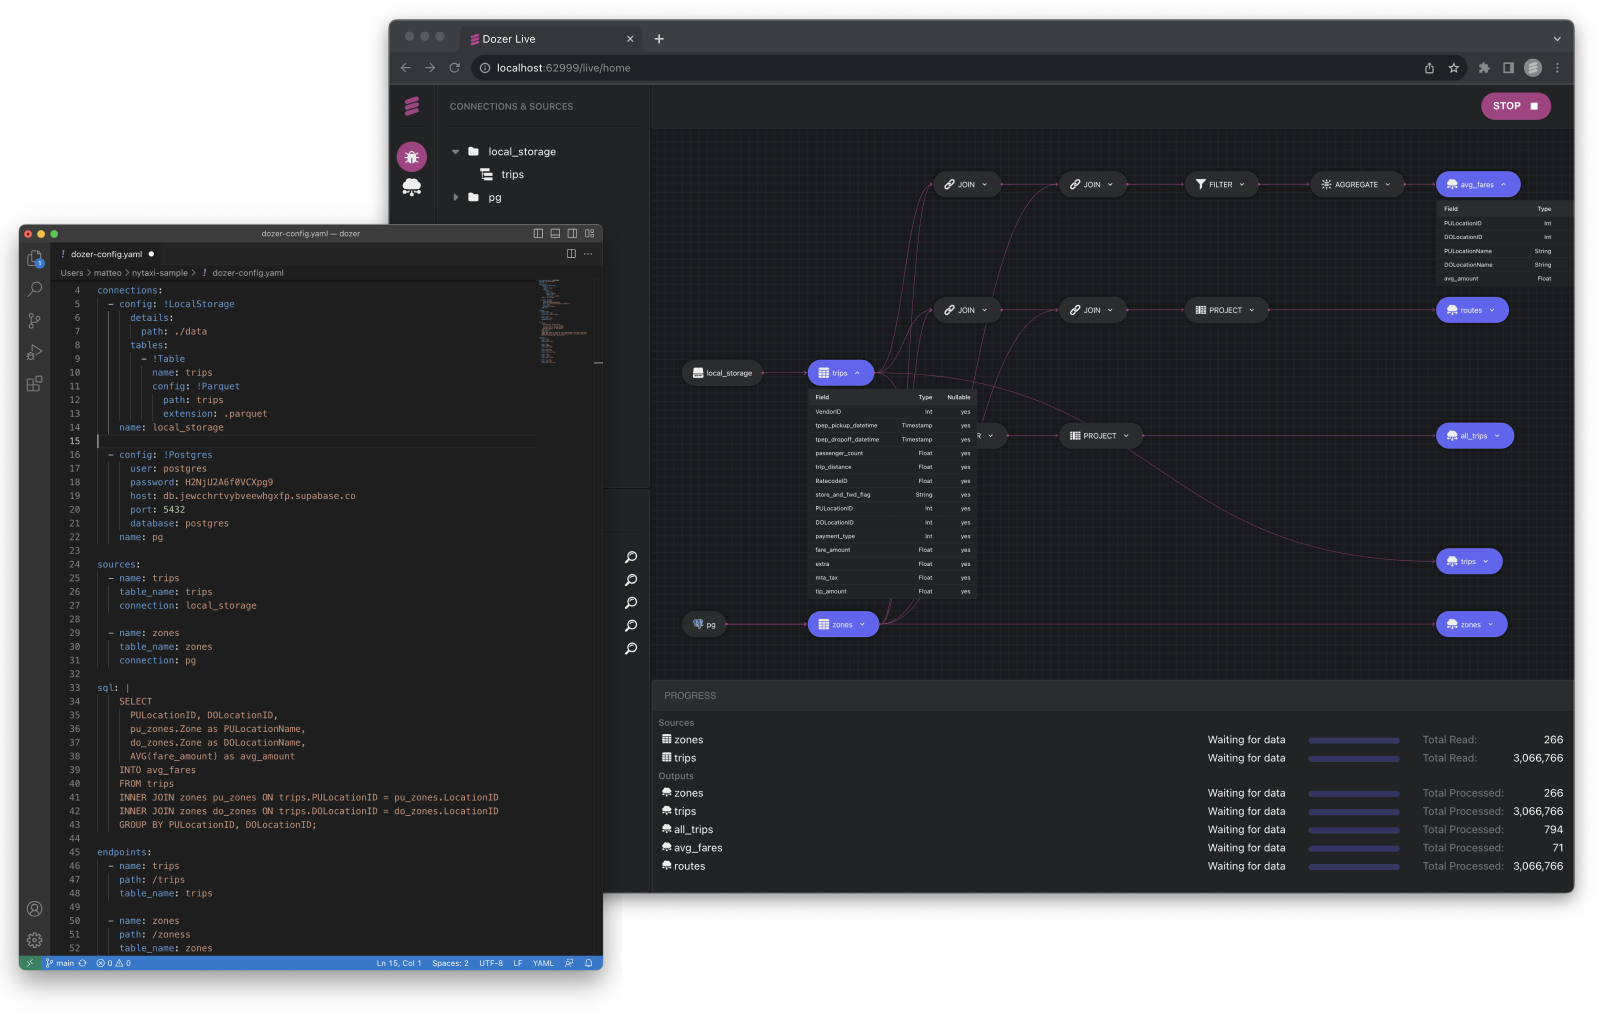 Dozer Live
localhost:62999/live/home
CONNECTIONS & SOURCES
STOP
local_storage
trips
pg
JOIN
JOIN
FILTER
AGGREGATE
avg_fares
Field Type
PULocationID Int
DOLocationID Int
PULocationName String
DOLocationName String
avg_amount Float
JOIN
JOIN
PROJECT
routes
local_storage
trips
Field Type Nullable
VendorID Int yes
tpep_pickup_datetime Timestamp yes
tpep_dropoff_datetime Timestamp yes
passenger_count Float yes
trip_distance Float yes
RatecodeID Float yes
store_and_fwd_flag String yes
PULocationID Int yes
DOLocationID Int yes
payment_type Int yes
fare_amount Float yes
extra Float yes
mta_tax Float yes
tip_amount Float yes
R
PROJECT
all_trips
trips
pg
zones
zones
PROGRESS
Sources
zones Waiting for data Total Read: 266
trips Waiting for data Total Read: 3,066,766
Outputs
zones Waiting for data Total Processed: 266
trips Waiting for data Total Processed: 3,066,766
all_trips Waiting for data Total Processed: 794
avg_fares Waiting for data Total Processed: 71
routes Waiting for data Total Processed: 3,066,766
dozer-config.yaml — dozer
! dozer-config.yaml
Users > matteo > nytaxi-sample > ! dozer-config.yaml
1
4 connections:
5 - config: !LocalStorage
6 details:
7 path: ./data
8 tables:
9 - !Table
10 name: trips
11 config: !Parquet
12 path: trips
13 extension: .parquet
14 name: local_storage
15
16 - config: !Postgres
17 user: postgres
18 password: H2NjU2A6f0VCXpg9
19 host: db.jewcchrtvybveewhgxfp.supabase.co
20 port: 5432
21 database: postgres
22 name: pg
23
24 sources:
25 - name: trips
26 table_name: trips
27 connection: local_storage
28
29 - name: zones
30 table_name: zones
31 connection: pg
32
33 sql: |
34 SELECT
35 PULocationID, DOLocationID,
36 pu_zones.Zone as PULocationName,
37 do_zones.Zone as DOLocationName,
38 AVG(fare_amount) as avg_amount
39 INTO avg_fares
40 FROM trips
41 INNER JOIN zones pu_zones ON trips.PULocationID = pu_zones.LocationID
42 INNER JOIN zones do_zones ON trips.DOLocationID = do_zones.LocationID
43 GROUP BY PULocationID, DOLocationID;
44
45 endpoints:
46 - name: trips
47 path: /trips
48 table_name: trips
49
50 - name: zones
51 path: /zoness
52 table_name: zones
main 0 0 Ln 15, Col 1 Spaces: 2 UTF-8 LF YAML